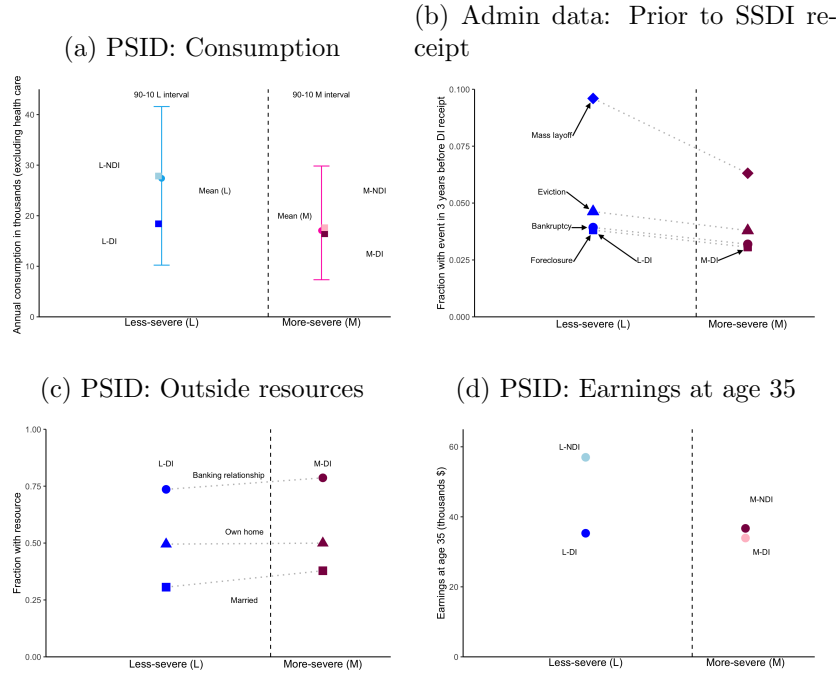 (a) PSID: Consumption
Annual consumption in thousands (excluding health care
40
30
20
10
0
90-10 L interval
90-10 M interval
L-NDI
Mean (L)
M-NDI
Mean (M)
L-DI
M-DI
Less-severe (L)
More-severe (M)
(b) Admin data: Prior to SSDI re-
ceipt
Fraction with event in 3 years before DI receipt
0.100
0.075
0.050
0.025
0.000
Mass layoff
Eviction
Bankruptcy
Foreclosure
L-DI
M-DI
Less-severe (L)
More-severe (M)
(c) PSID: Outside resources
Fraction with resource
1.00
0.75
0.50
0.25
0.00
L-DI
M-DI
Banking relationship
Own home
Married
Less-severe (L)
More-severe (M)
(d) PSID: Earnings at age 35
Earnings at age 35 (thousands $)
60
40
20
0
L-NDI
M-NDI
L-DI
M-DI
Less-severe (L)
More-severe (M)